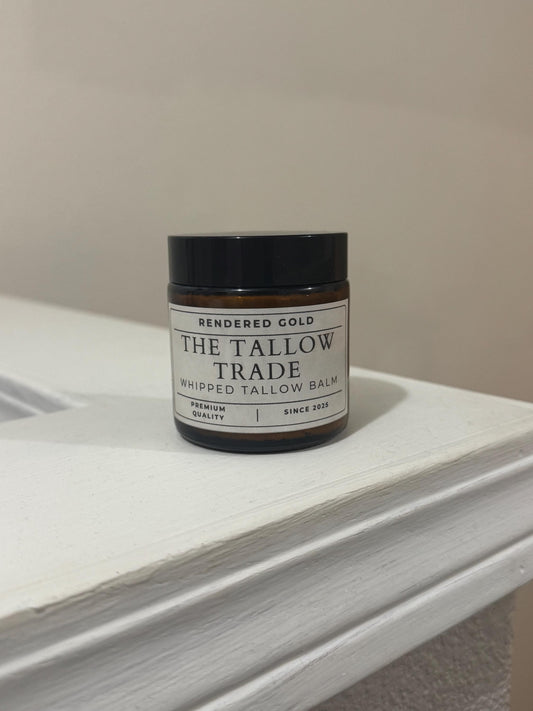 RENDERED GOLD
THE TALLOW
TRADE
WHIPPED TALLOW BALM
PREMIUM
QUALITY
SINCE 2025